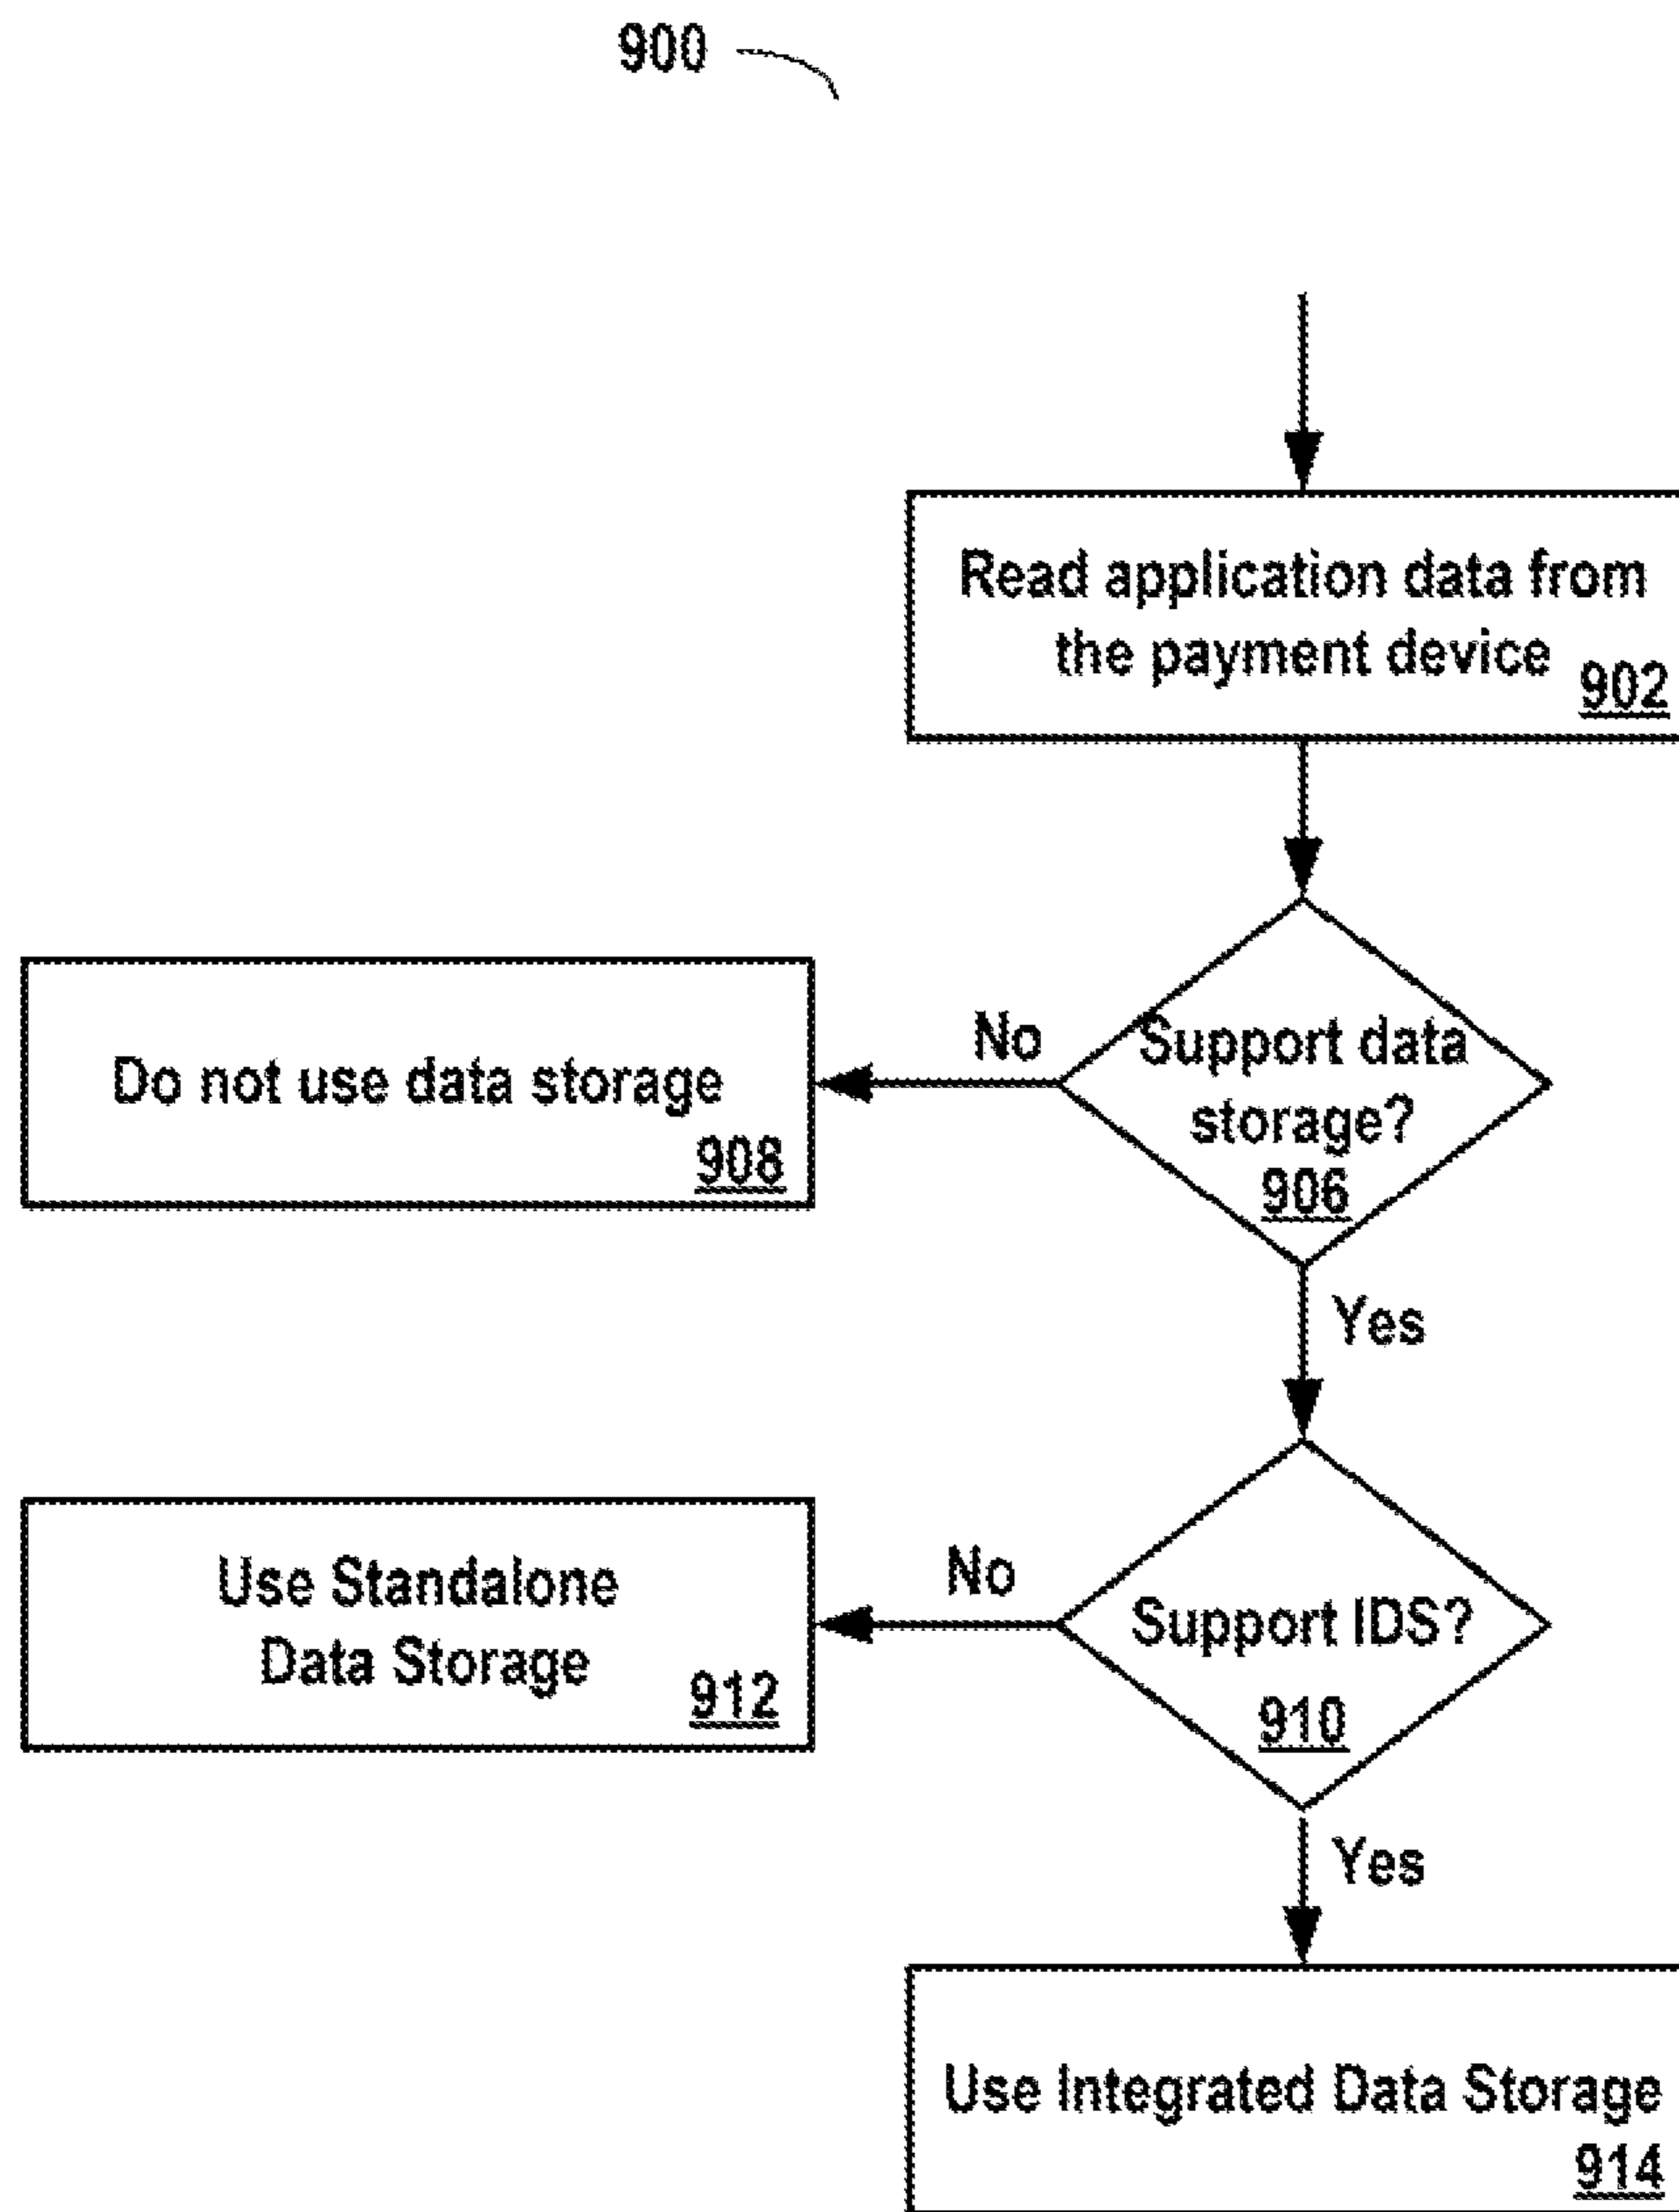 900
Read application data from
the payment device
902
No
Support data
storage?
906
Do not use data storage
908
Yes
No
Support IDS?
910
Use Standalone
Data Storage
912
Yes
Use Integrated Data Storage
914